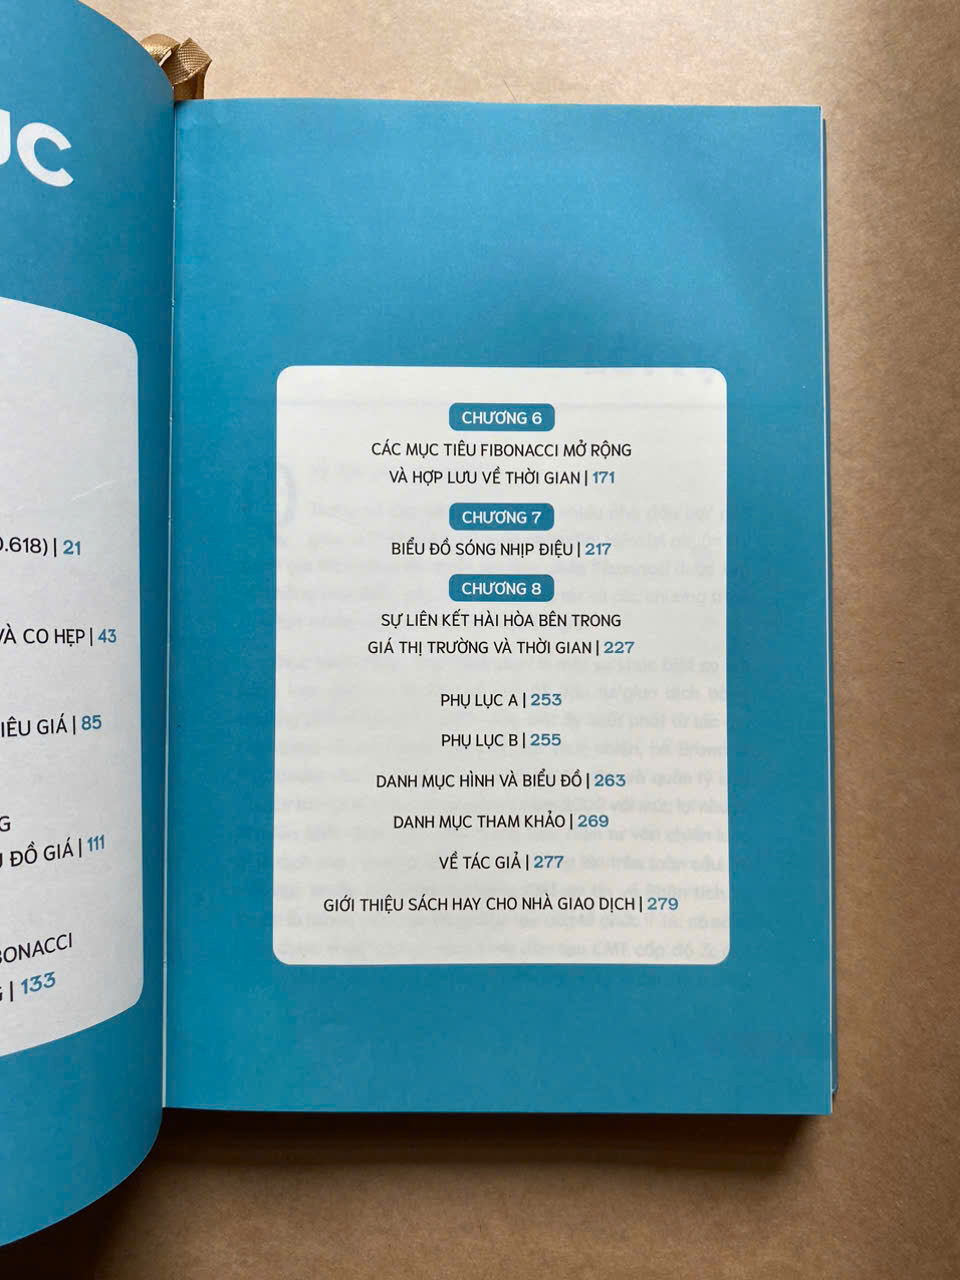 ỤC
0.618) | 21
VÀ CO HẸP | 43
IÊU GIÁ | 85
G
ĐỒ GIÁ | 111
BONACCI
G | 133
CHƯƠNG 6
CÁC MỤC TIÊU FIBONACCI MỞ RỘNG
VÀ HỢP LƯU VỀ THỜI GIAN | 171
CHƯƠNG 7
BIỂU ĐỒ SÓNG NHỊP ĐIỆU | 217
CHƯƠNG 8
SỰ LIÊN KẾT HÀI HÒA BÊN TRONG
GIÁ THỊ TRƯỜNG VÀ THỜI GIAN | 227
PHỤ LỤC A | 253
PHỤ LỤC B | 255
DANH MỤC HÌNH VÀ BIỂU ĐỒ | 263
DANH MỤC THAM KHẢO | 269
VỀ TÁC GIẢ | 277
GIỚI THIỆU SÁCH HAY CHO NHÀ GIAO DỊCH | 279